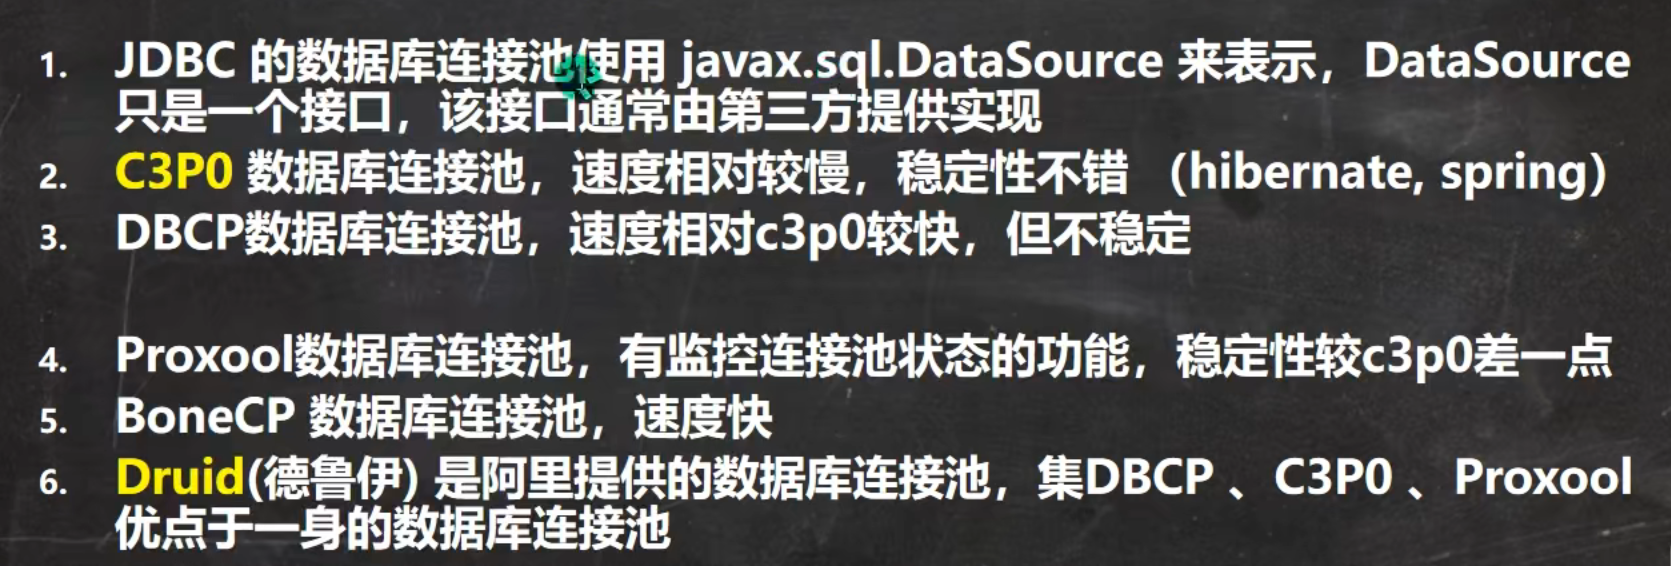 1. JDBC 的数据库连接池使用 javax.sql.DataSource 来表示，DataSource
只是一个接口，该接口通常由第三方提供实现
2. C3P0 数据库连接池，速度相对较慢，稳定性不错 （hibernate, spring）
3. DBCP数据库连接池，速度相对c3p0较快，但不稳定
4. Proxool数据库连接池，有监控连接池状态的功能，稳定性较c3p0差一点
5. BoneCP 数据库连接池，速度快
6. Druid(德鲁伊) 是阿里提供的数据库连接池，集DBCP 、C3P0 、Proxool
优点于一身的数据库连接池